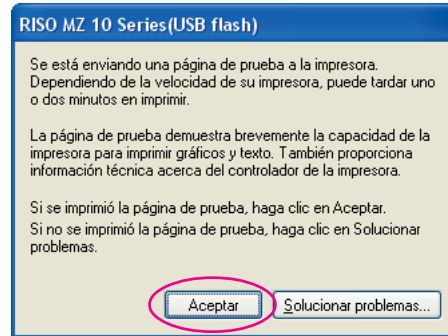 RISO MZ 10 Series(USB flash)
Se está enviando una página de prueba a la impresora.
Dependiendo de la velocidad de su impresora, puede tardar uno
o dos minutos en imprimir.
La página de prueba demuestra brevemente la capacidad de la
impresora para imprimir gráficos y texto. También proporciona
información técnica acerca del controlador de la impresora.
Si se imprimió la página de prueba, haga clic en Aceptar.
Si no se imprimió la página de prueba, haga clic en Solucionar
problemas.
Aceptar
Solucionar problemas...